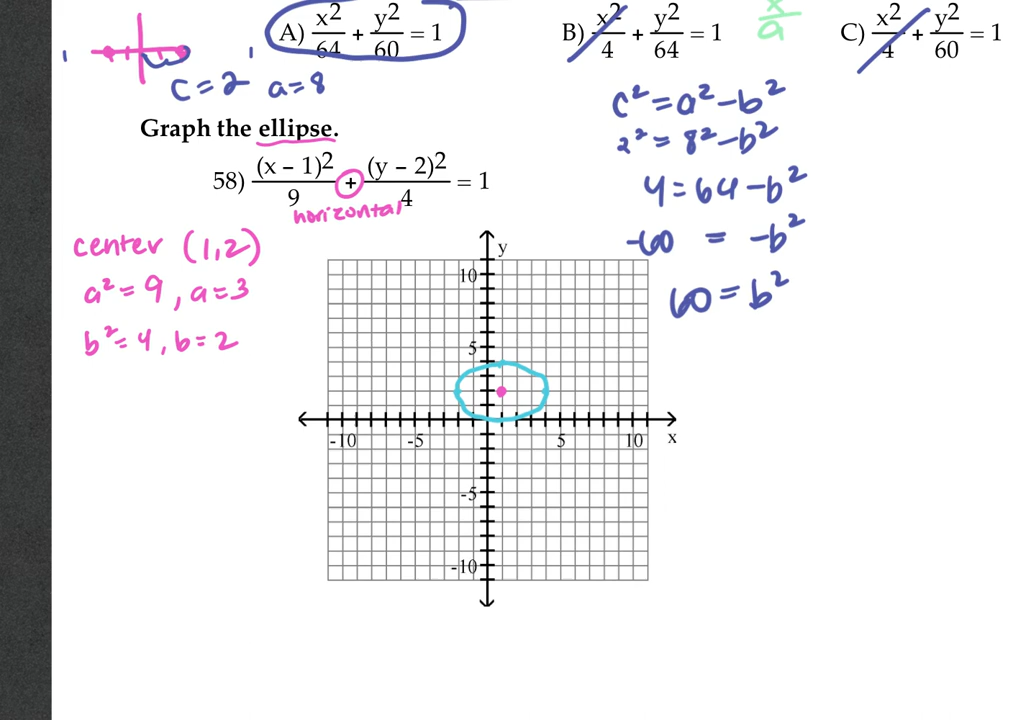 A) x²/64 + y²/60 = 1 B) x²/4 + y²/64 = 1 x/a C) x²/4 + y²/60 = 1
c = 2 a = 8
c² = a² - b²
2² = 8² - b²
4 = 64 - b²
-60 = -b²
60 = b²
Graph the ellipse.
58) (x - 1)2/9 + (y - 2)2/4 = 1
horizontal
center (1,2)
a² = 9, a = 3
b² = 4, b = 2
y
10
5
-10 -5 5 10 x
-5
-10